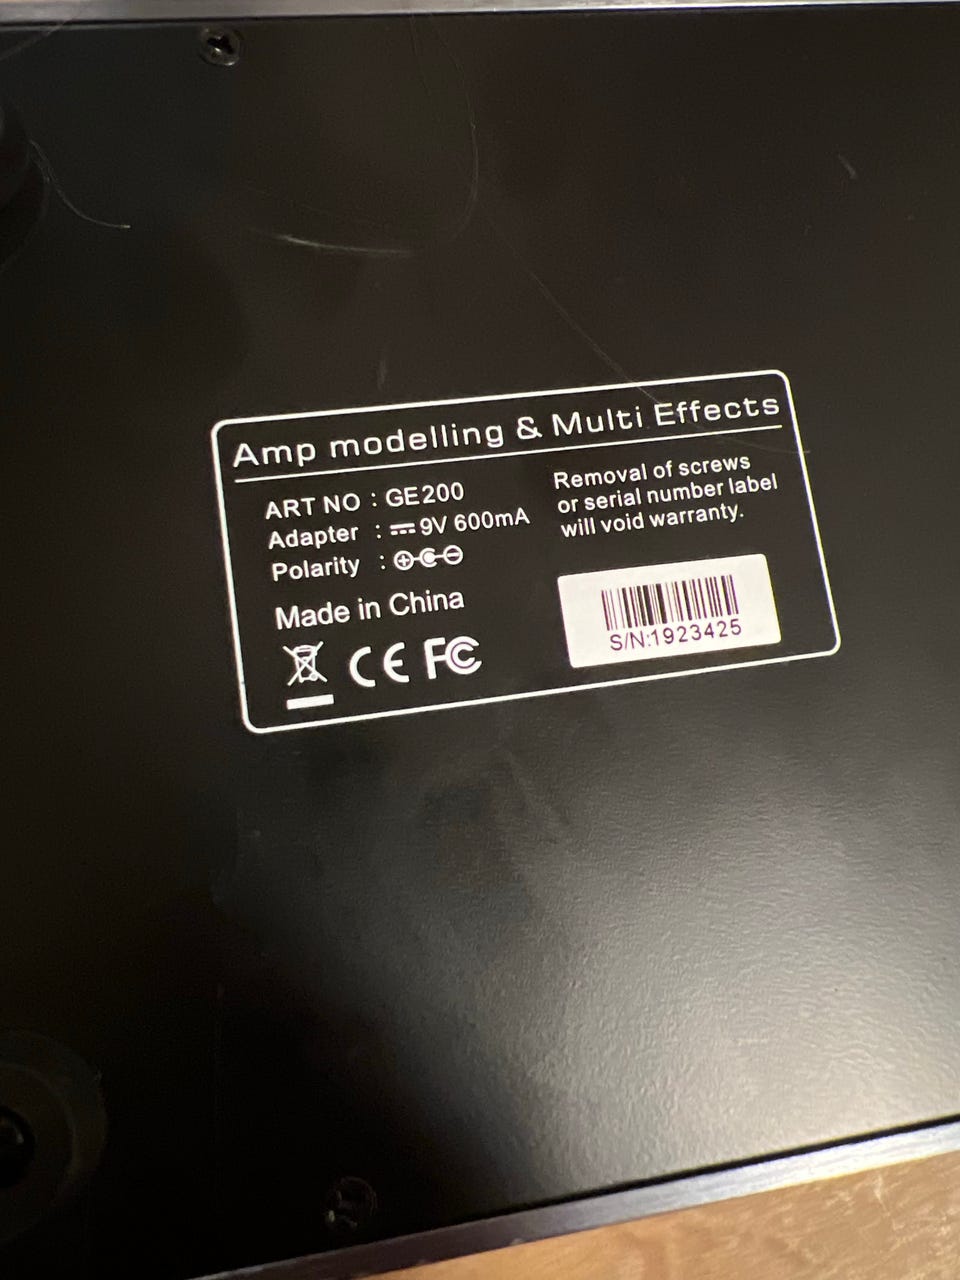 Amp modelling & Multi Effects
ART NO : GE200
Adapter : ⎓ 9V 600mA
Polarity :
Made in China
CE FC
Removal of screws
or serial number label
will void warranty.
S/N:1923425